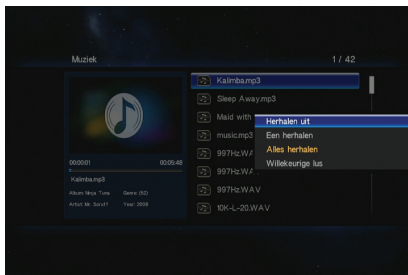 Muziek
1 / 42
Kalimba.mp3
Sleep Away.mp3
Maid with
music.mp3
997Hz.WA
997Hz.WA
997Hz.WAV
10K-L-20.WAV
Herhalen uit
Een herhalen
Alles herhalen
Willekeurige lus
00:00:01
00:05:48
Kalimba.mp3
Album: Ninja Tuna
Genre: (52)
Artist: Mr. Scruff
Year: 2008